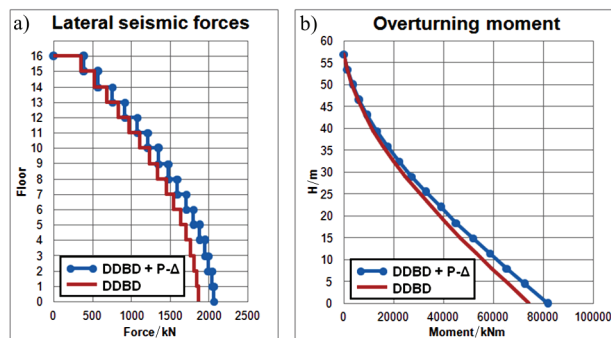 a) Lateral seismic forces
16
15
14
13
12
11
10
9
8
7
6
5
4
3
2
1
0
Floor
DDBD + P-Δ
DDBD
0 500 1000 1500 2000 2500
Force/kN
b) Overturning moment
60
55
50
45
40
35
30
25
20
15
10
5
0
H/m
DDBD + P-Δ
DDBD
0 20000 40000 60000 80000 100000
Moment/kNm